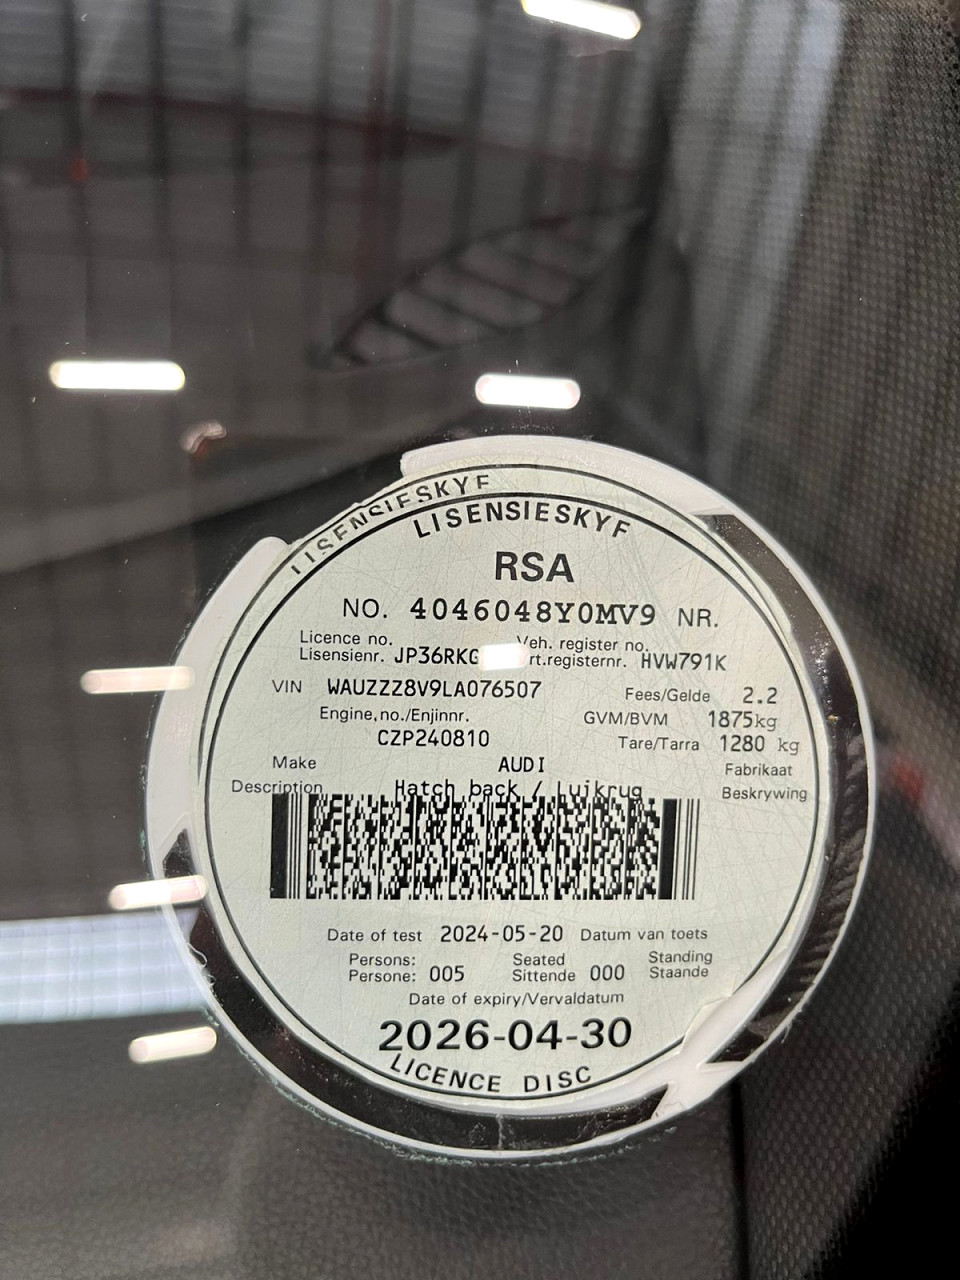 LISENSIESKYF
LISENSIESKYF
RSA
NO. 4046048Y0MV9 NR.
Licence no. Veh. register no.
Lisensienr. rt.registernr. HVW791K
VIN WAUZZZ8V9LA076507 Fees/Gelde 2.2
Engine.no./Enjinnr. GVM/BVM 1875kg
CZP240810 Tare/Tarra 1280 kg
Make AUDI Fabrikaat
Description Hatch back / Luikrug Beskrywing
Date of test 2024-05-20 Datum van toets
Persons: Seated Standing
Persone: 005 Sittende 000 Staande
Date of expiry/Vervaldatum
2026-04-30
LICENCE DISC